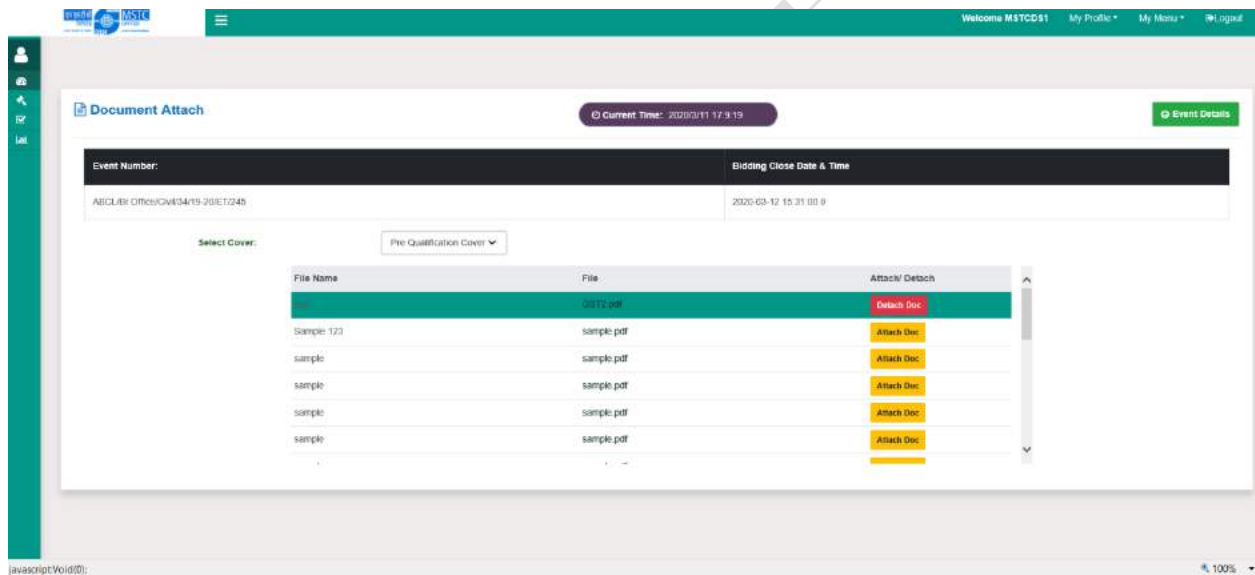 MSTC
Welcome MSTCDS1 My Profile My Menu Logout
Document Attach
Current Time: 2020/3/11 17:9:19
Event Details
Event Number: Bidding Close Date & Time
ABCL/Br Office/Civil/34/19-20/ET/245 2020-03-12 15:31:00.0
Select Cover: Pre Qualification Cover
File Name File Attach/ Detach
GST2.pdf Detach Doc
Sample 123 sample.pdf Attach Doc
sample sample.pdf Attach Doc
sample sample.pdf Attach Doc
sample sample.pdf Attach Doc
sample sample.pdf Attach Doc
javascript:Void(0); 100%